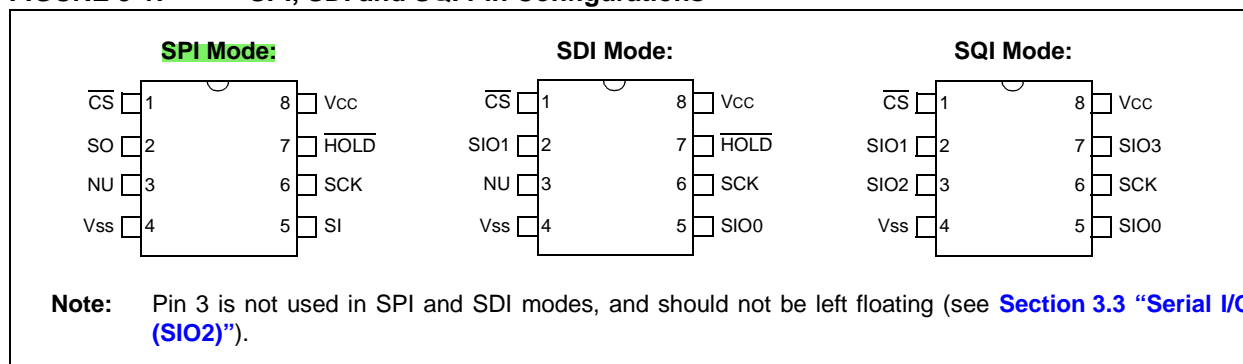 SPI Mode: SDI Mode: SQI Mode:
CS 1 8 Vcc CS 1 8 Vcc CS 1 8 Vcc
SO 2 7 HOLD SIO1 2 7 HOLD SIO1 2 7 SIO3
NU 3 6 SCK NU 3 6 SCK SIO2 3 6 SCK
Vss 4 5 SI Vss 4 5 SIO0 Vss 4 5 SIO0
Note: Pin 3 is not used in SPI and SDI modes, and should not be left floating (see Section 3.3 “Serial
(SIO2)”).